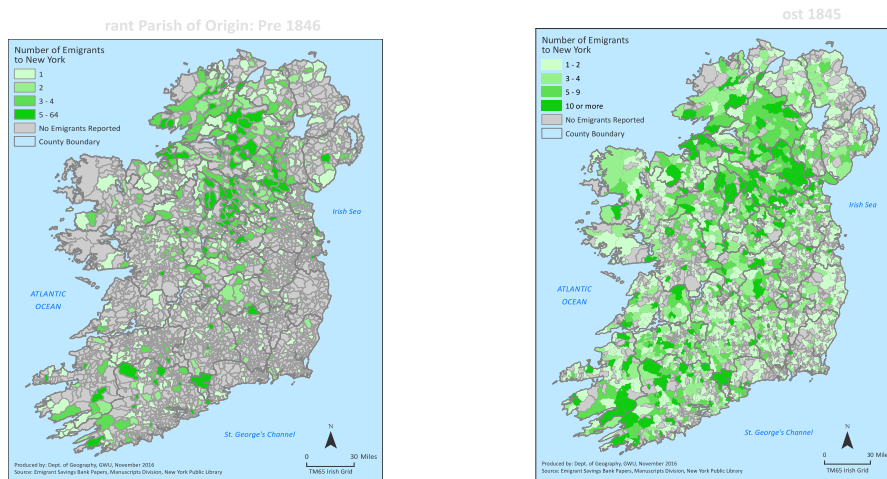 rant Parish of Origin: Pre 1846
Number of Emigrants
to New York
1
2
3 - 4
5 - 64
No Emigrants Reported
County Boundary
Irish Sea
ATLANTIC
OCEAN
St. George's Channel
N
0 30 Miles
TM65 Irish Grid
Produced by: Dept. of Geography, GWU, November 2016
Source: Emigrant Savings Bank Papers, Manuscripts Division, New York Public Library
ost 1845
Number of Emigrants
to New York
1 - 2
3 - 4
5 - 9
10 or more
No Emigrants Reported
County Boundary
Irish Sea
ATLANTIC
OCEAN
St. George's Channel
N
0 30 Miles
TM65 Irish Grid
Produced by: Dept. of Geography, GWU, November 2016
Source: Emigrant Savings Bank Papers, Manuscripts Division, New York Public Library